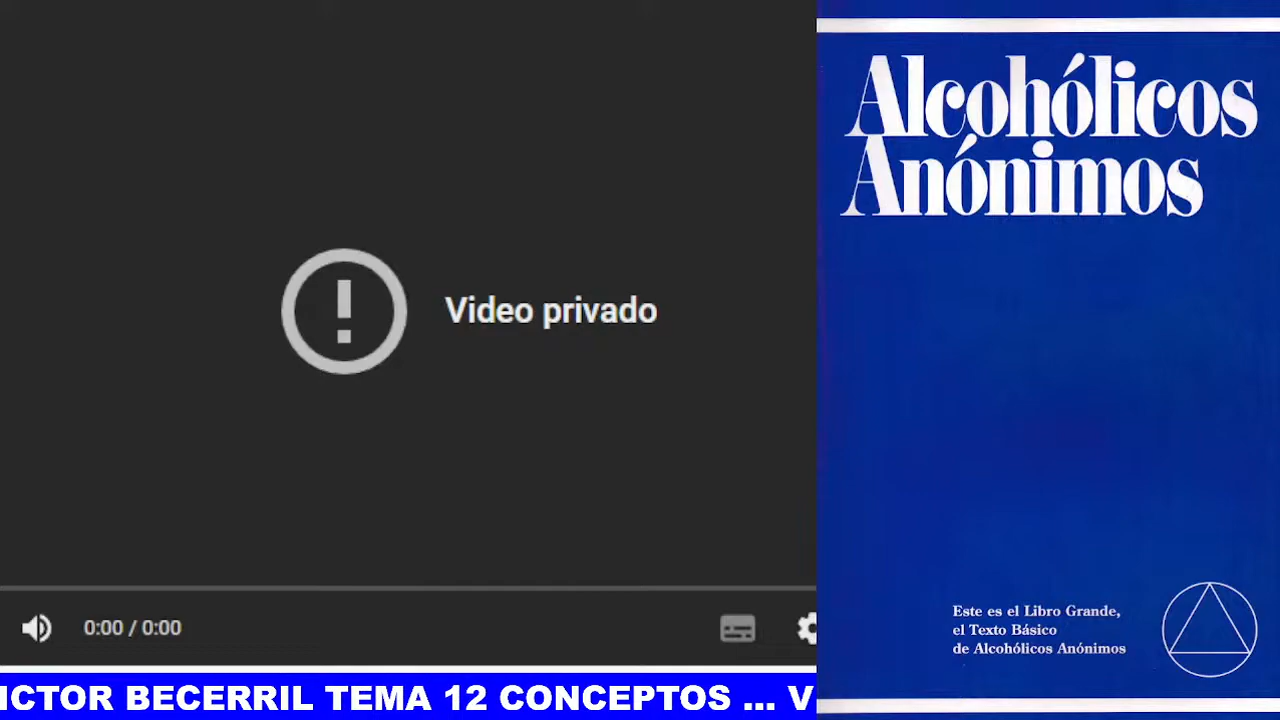 Video privado
0:00 / 0:00
ICTOR BECERRIL TEMA 12 CONCEPTOS ... V
Alcohólicos
Anónimos
Este es el Libro Grande,
el Texto Básico
de Alcohólicos Anónimos